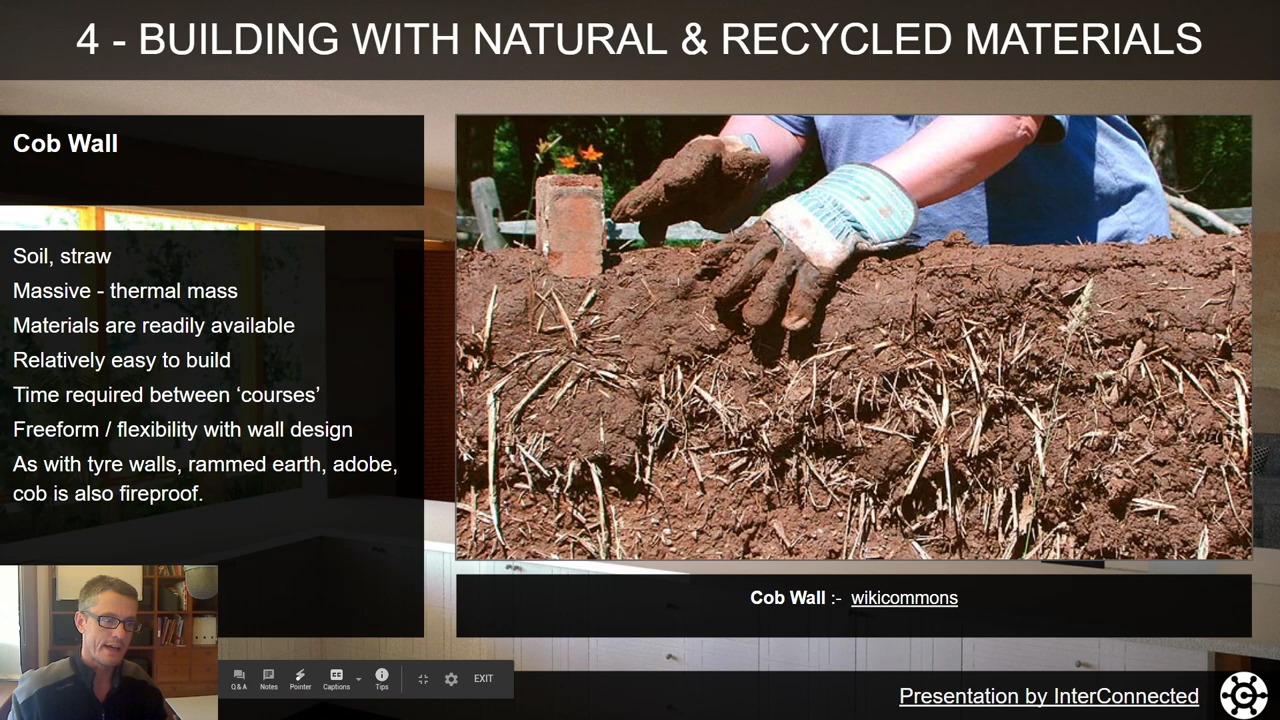 4 - BUILDING WITH NATURAL & RECYCLED MATERIALS
Cob Wall
Soil, straw
Massive - thermal mass
Materials are readily available
Relatively easy to build
Time required between ‘courses’
Freeform / flexibility with wall design
As with tyre walls, rammed earth, adobe,
cob is also fireproof.
Cob Wall :- wikicommons
Q & A Notes Pointer Captions Tips EXIT
Presentation by InterConnected